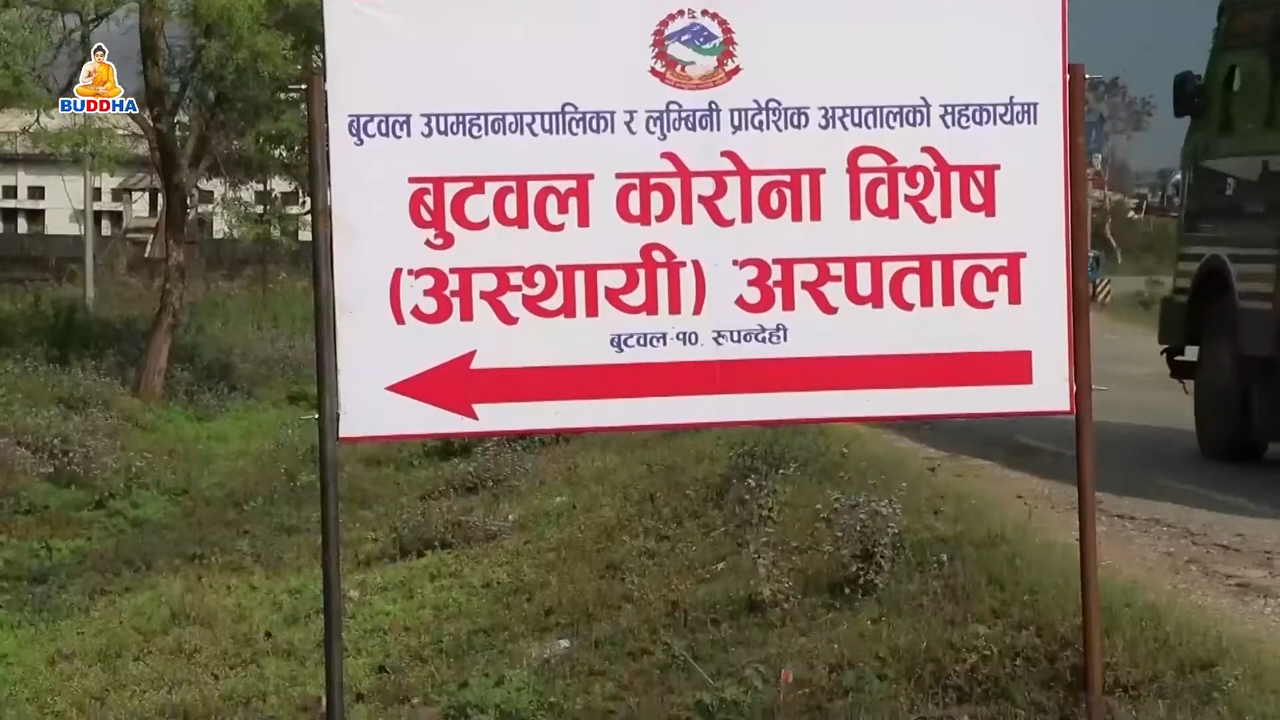 BUDDHA
बुटवल उपमहानगरपालिका र लुम्बिनी प्रादेशिक अस्पतालको सहकार्यमा
बुटवल कोरोना विशेष
(अस्थायी) अस्पताल
बुटवल-१०. रुपन्देही